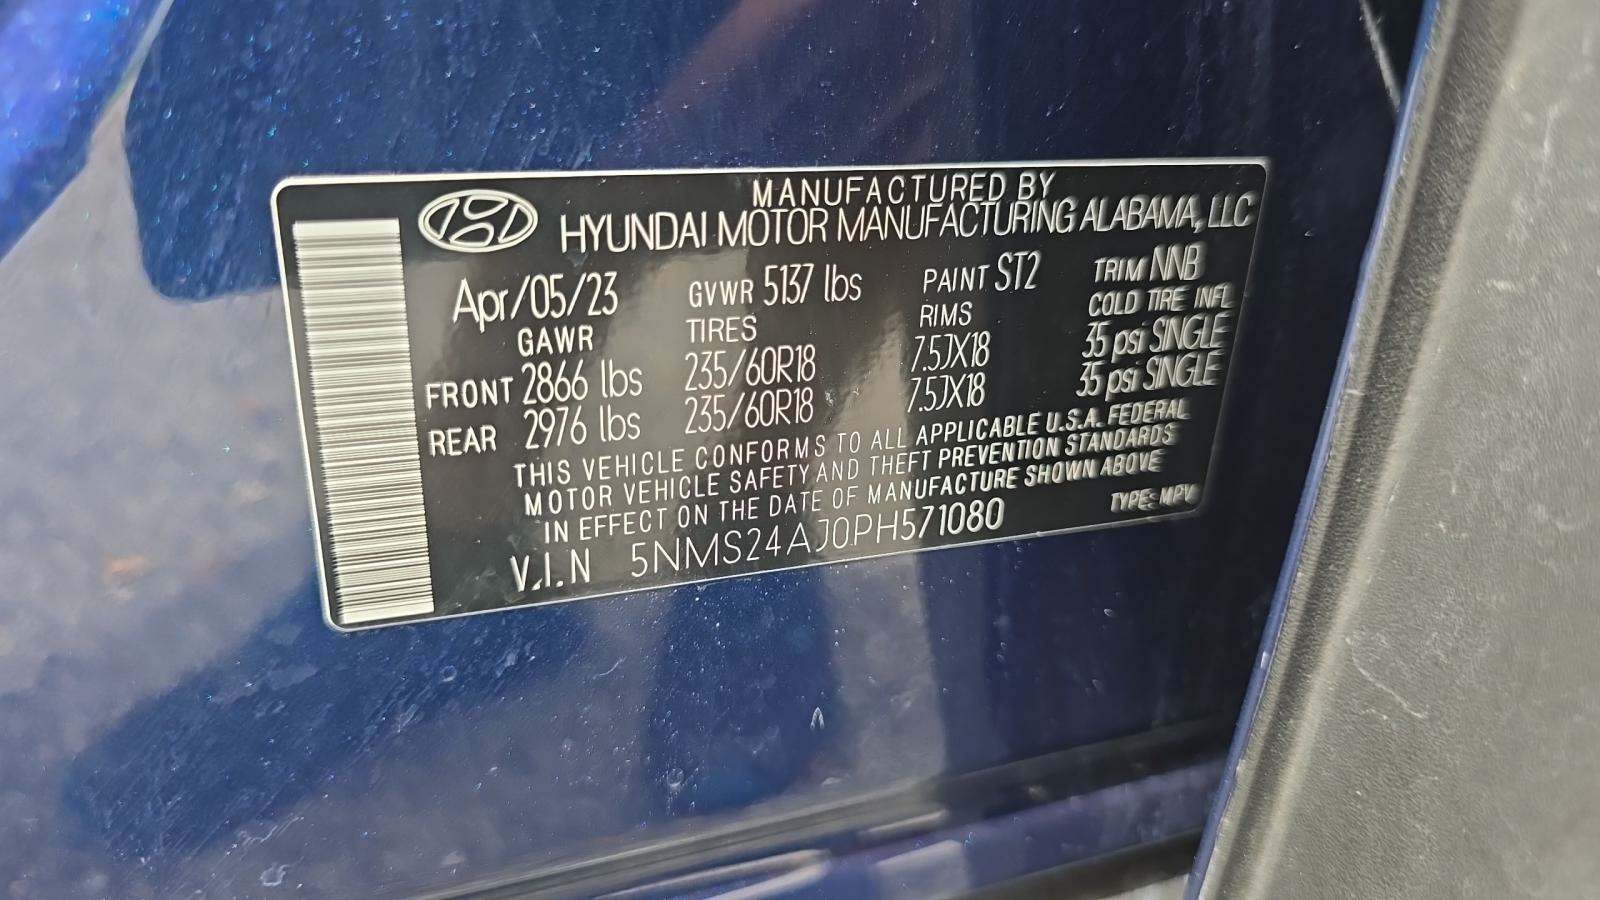 MANUFACTURED BY
HYUNDAI MOTOR MANUFACTURING ALABAMA, LLC
Apr/05/23 GVWR 5137 lbs PAINT ST2 TRIM NNB
GAWR TIRES RIMS COLD TIRE INFL
FRONT 2866 lbs 235/60R18 7.5JX18 35 psi SINGLE
REAR 2976 lbs 235/60R18 7.5JX18 35 psi SINGLE
THIS VEHICLE CONFORMS TO ALL APPLICABLE U.S.A. FEDERAL
MOTOR VEHICLE SAFETY AND THEFT PREVENTION STANDARDS
IN EFFECT ON THE DATE OF MANUFACTURE SHOWN ABOVE
V.I.N 5NMS24AJ0PH571080 TYPE: MPV